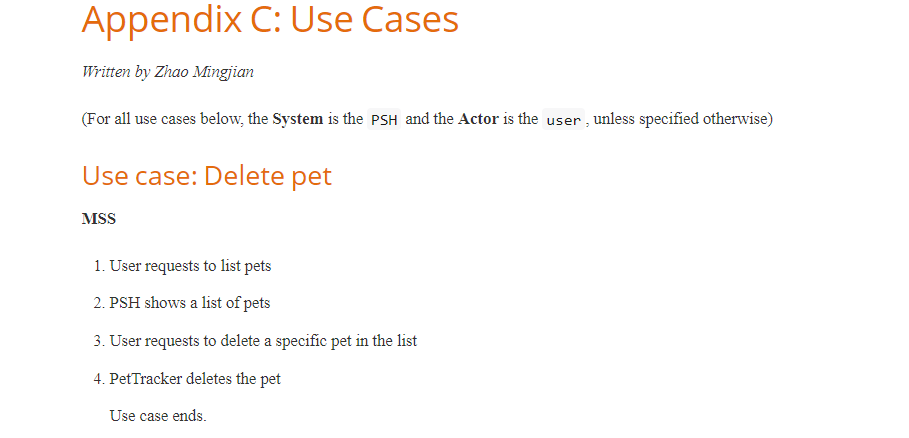 Appendix C: Use Cases
Written by Zhao Mingjian
(For all use cases below, the System is the PSH and the Actor is the user , unless specified otherwise)
Use case: Delete pet
MSS
1. User requests to list pets
2. PSH shows a list of pets
3. User requests to delete a specific pet in the list
4. PetTracker deletes the pet
Use case ends.